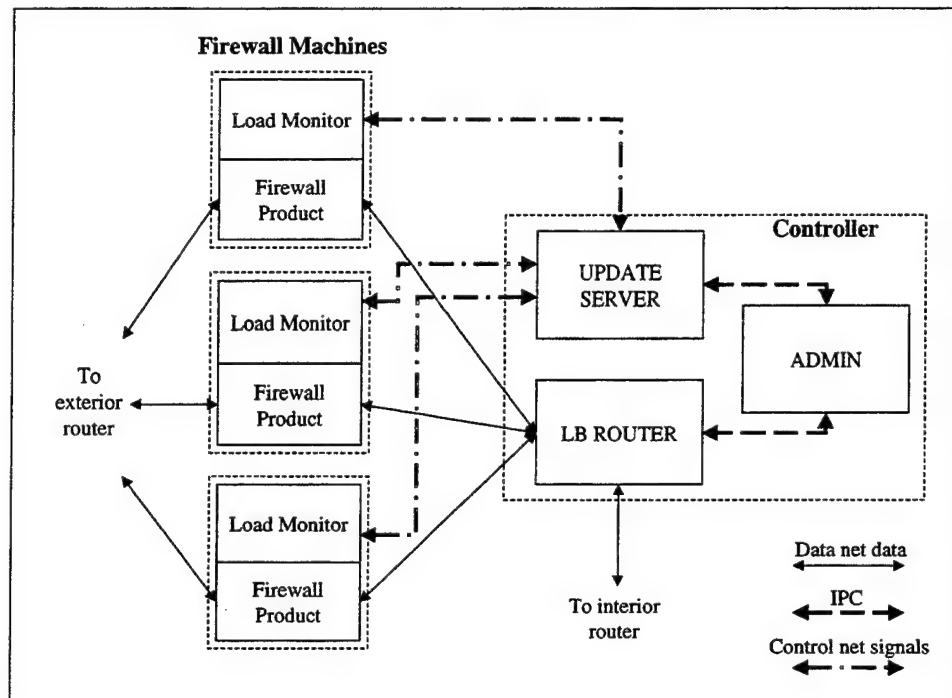 Firewall Machines
Load Monitor
Firewall
Product
Load Monitor
Firewall
Product
Load Monitor
Firewall
Product
To
exterior
router
Controller
UPDATE
SERVER
ADMIN
LB ROUTER
To interior
router
Data net data
IPC
Control net signals